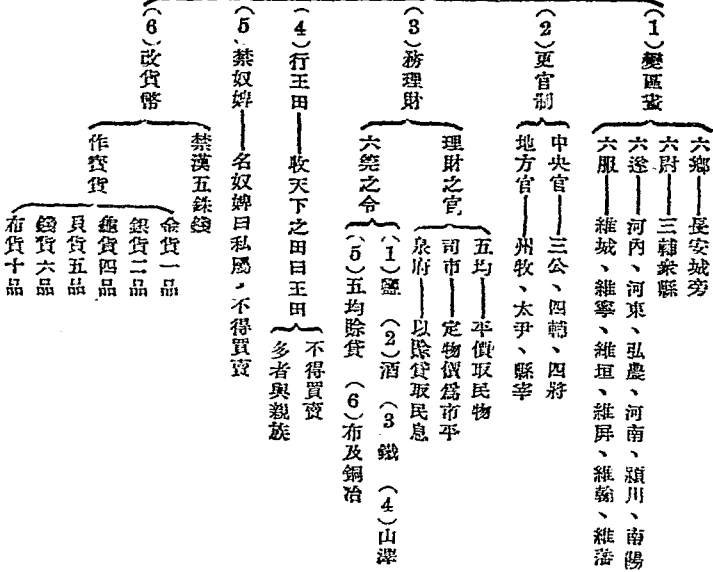 (1)變區域
六鄉——長安城旁
六尉——三輔衆縣
六遂——河內、河東、弘農、河南、潁川、南陽
六服——維城、維寧、維垣、維屏、維翰、維藩
(2)更官制
中央官——三公、四輔、四將
地方官——州牧、太尹、縣宰
(3)務理財
理財之官
五均——平價取民物
司市——定物價爲市平
泉府——以賒貸取民息
六筦之令
(1)鹽 (2)酒 (3)鐵 (4)山澤
(5)五均賒貸 (6)布及銅冶
(4)行王田——收天下之田曰王田
不得買賣
多者與親族
(5)禁奴婢——名奴婢曰私屬,不得買賣
(6)改貨幣
禁漢五銖錢
作寶貨
金貨一品
銀貨二品
龜貨四品
貝貨五品
錢貨六品
布貨十品